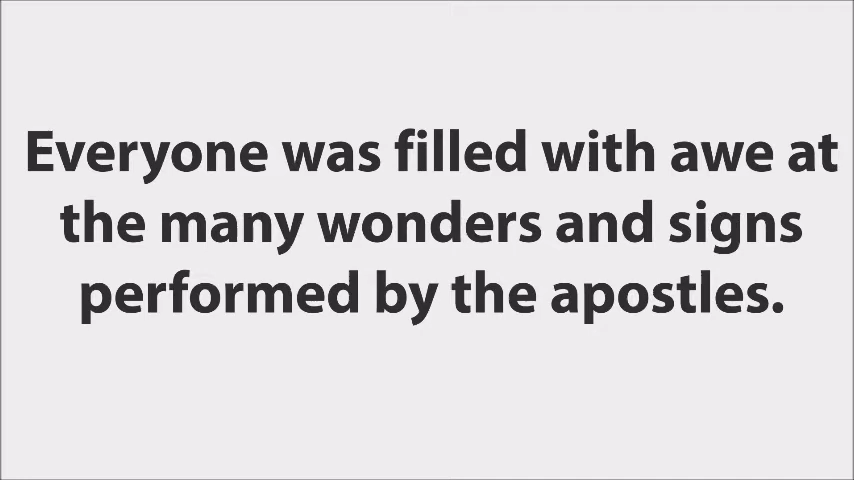 Everyone was filled with awe at
the many wonders and signs
performed by the apostles.